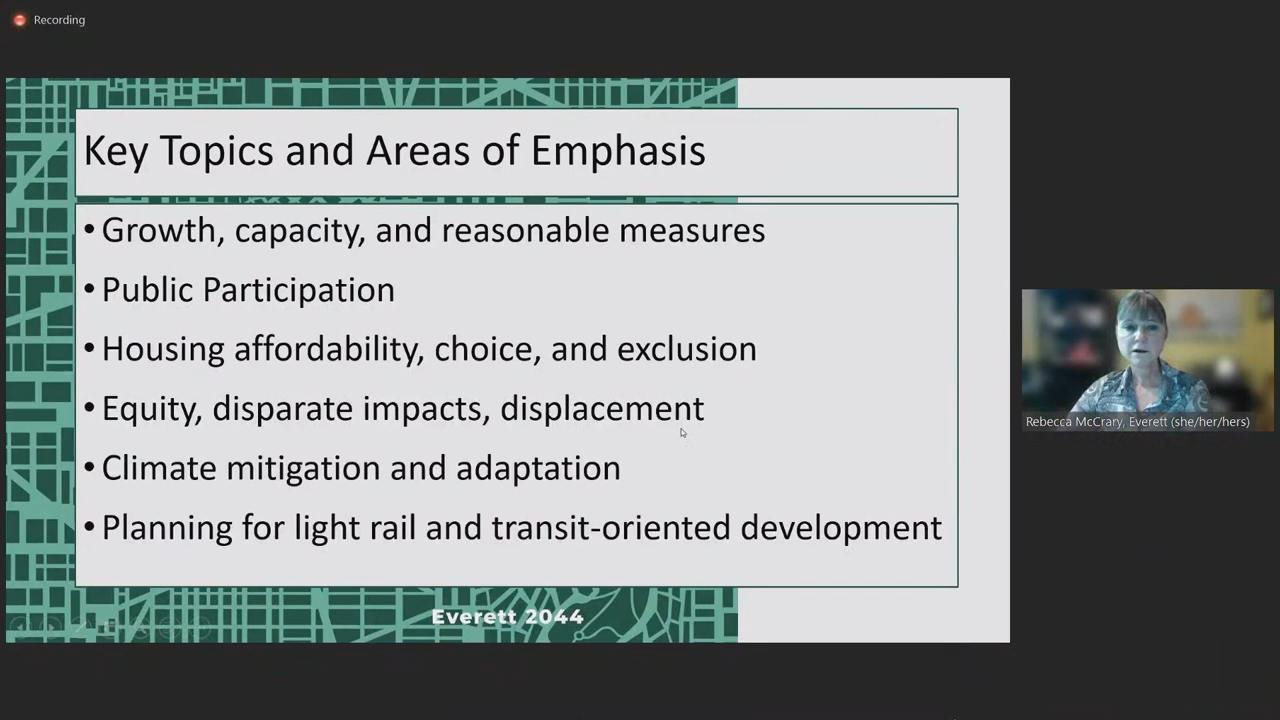 Recording
Key Topics and Areas of Emphasis
• Growth, capacity, and reasonable measures
• Public Participation
• Housing affordability, choice, and exclusion
• Equity, disparate impacts, displacement
• Climate mitigation and adaptation
• Planning for light rail and transit-oriented development
Everett 2044
Rebecca McCrary, Everett (she/her/hers)